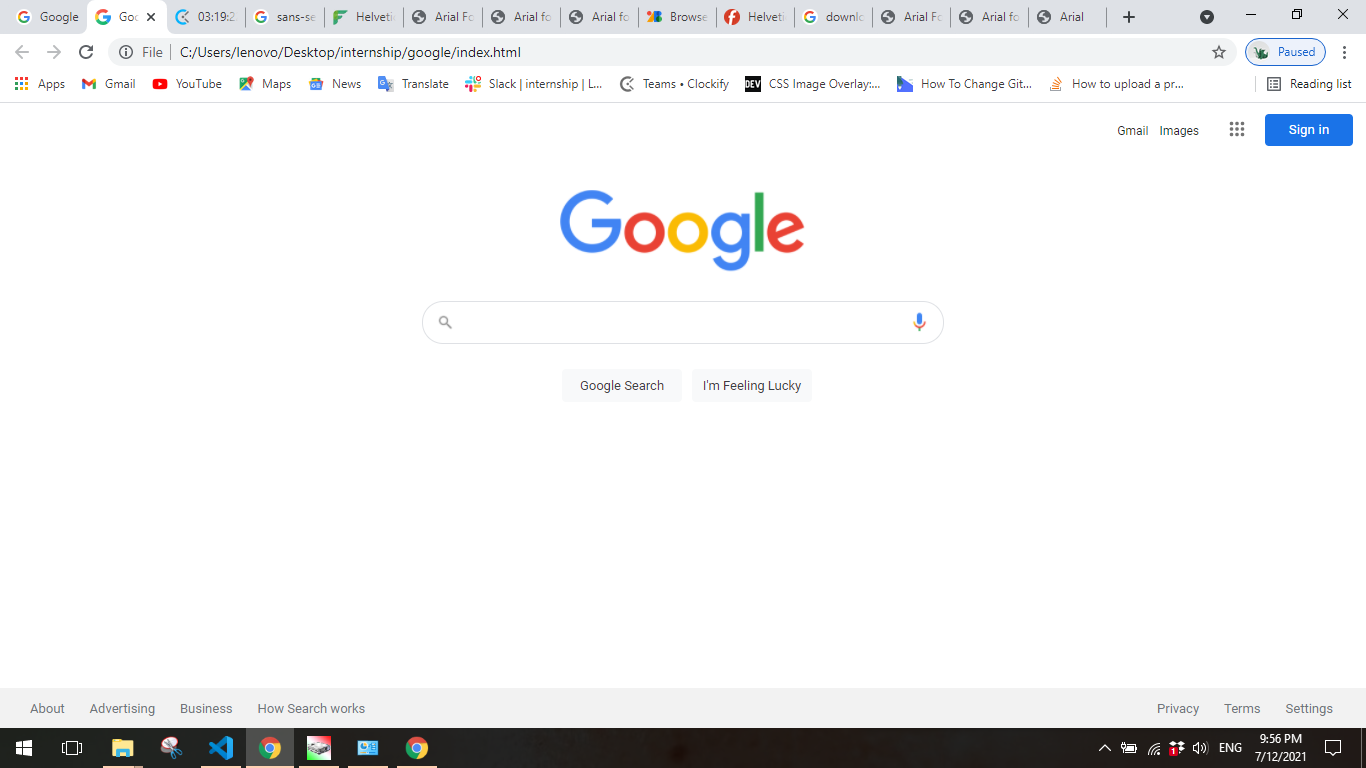 Google
Goo
03:19:2
sans-se
Helveti
Arial Fo
Arial fo
Arial fo
Browse
Helveti
downlo
Arial Fo
Arial fo
Arial
File C:/Users/lenovo/Desktop/internship/google/index.html
Paused
Apps
Gmail
YouTube
Maps
News
Translate
Slack | internship | L...
Teams • Clockify
DEV
CSS Image Overlay:...
How To Change Git...
How to upload a pr...
Reading list
Gmail
Images
Sign in
Google
Google Search
I'm Feeling Lucky
About
Advertising
Business
How Search works
Privacy
Terms
Settings
1
ENG
9:56 PM
7/12/2021